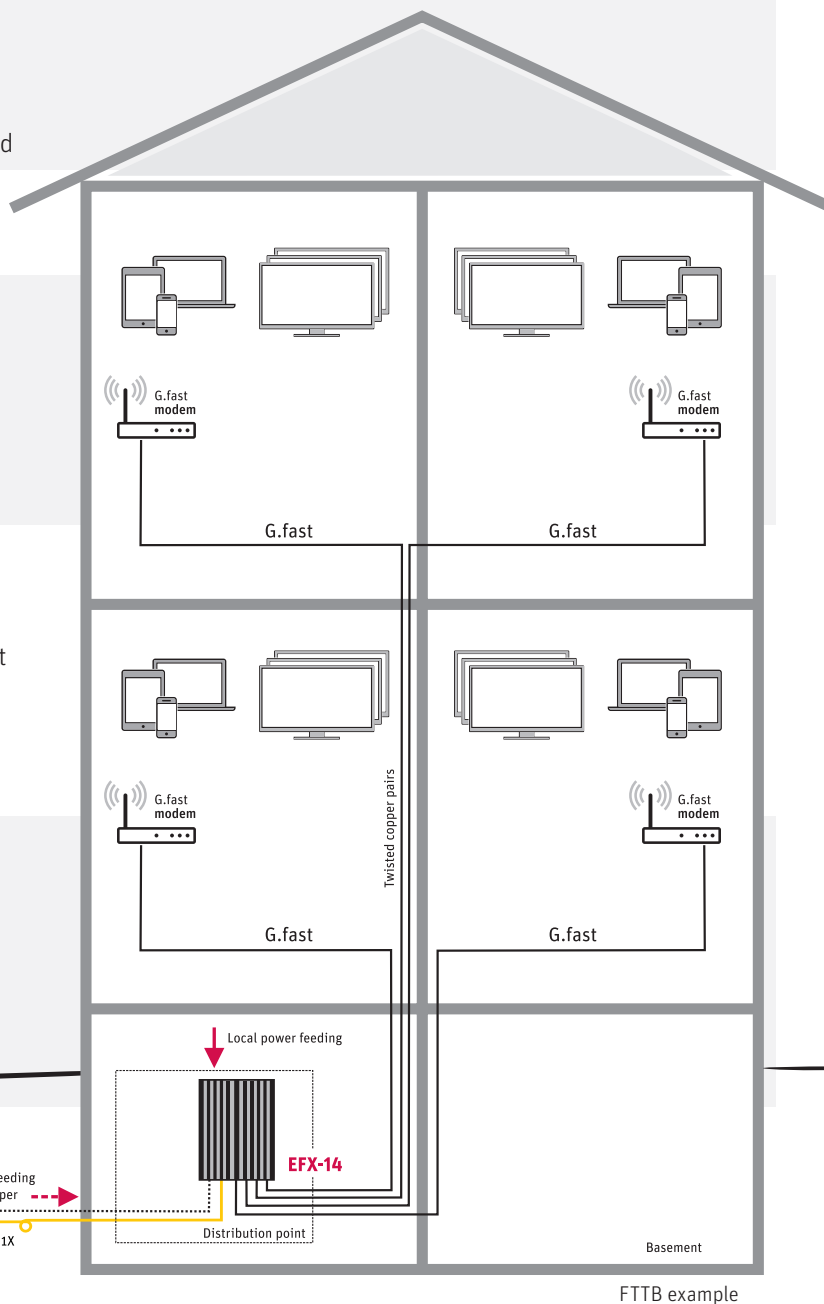 d
G.fast
modem
G.fast
modem
G.fast
G.fast
t
Twisted copper pairs
G.fast
modem
G.fast
modem
G.fast
G.fast
Local power feeding
EFX-14
eeding
per
Distribution point
1X
Basement
FTTB example